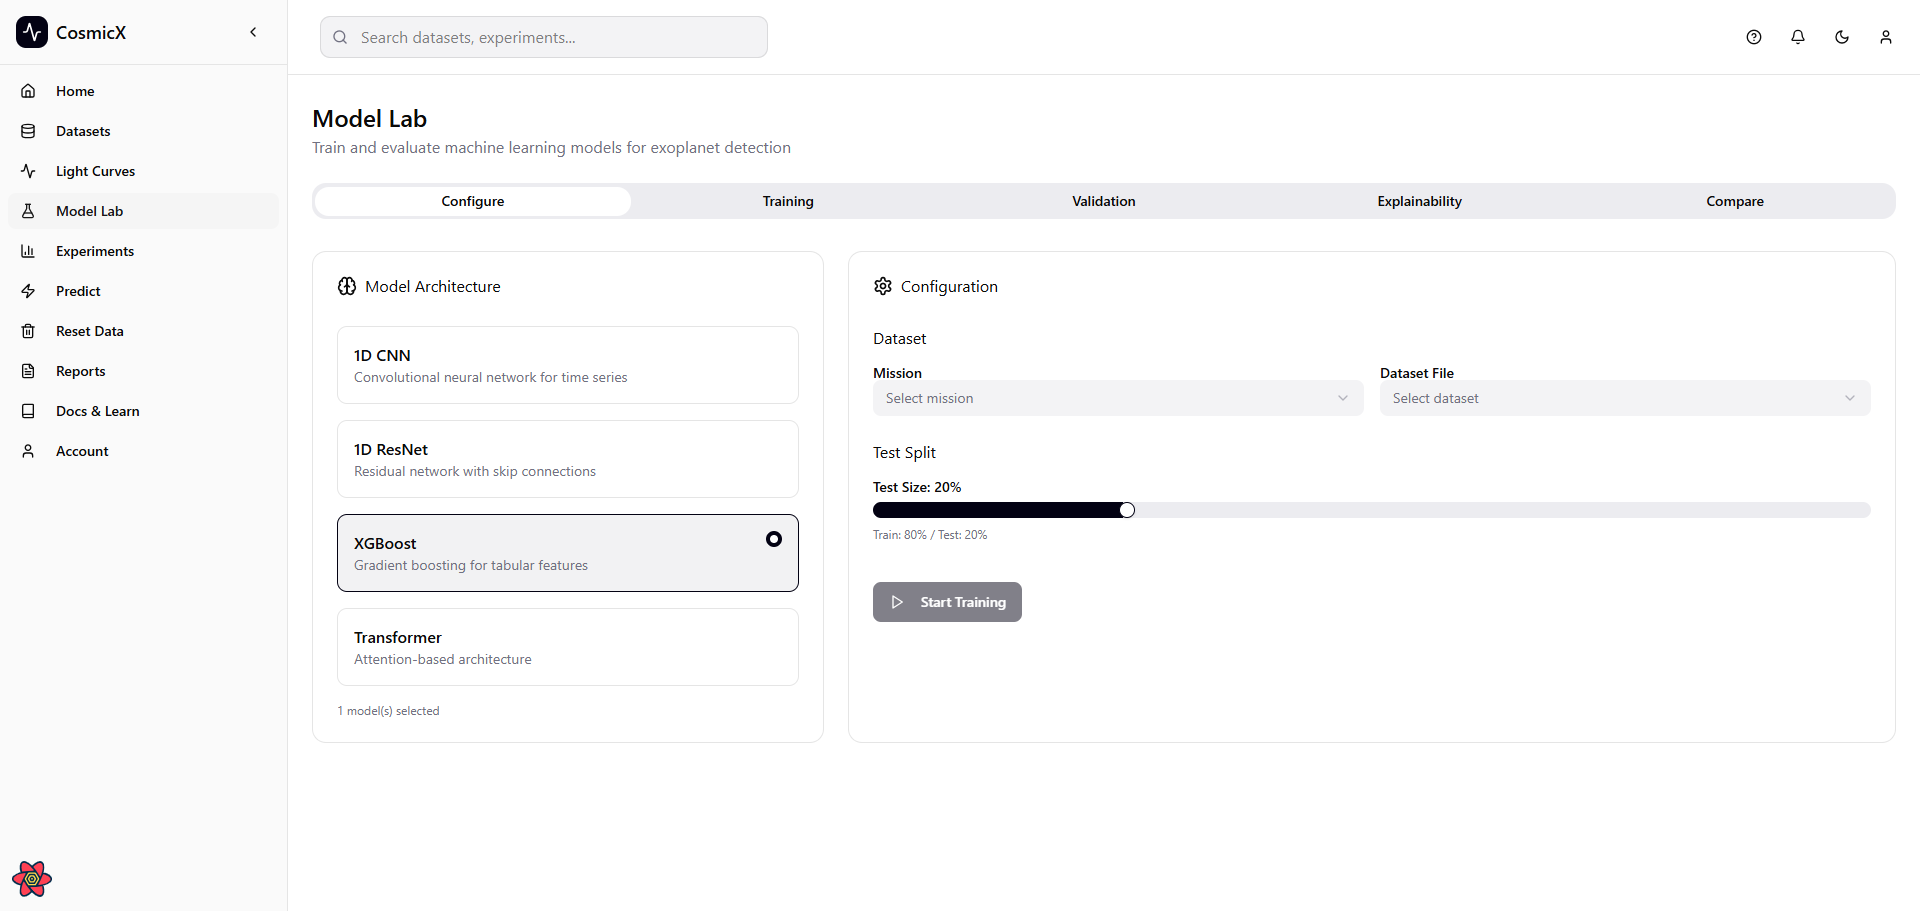 CosmicX
Search datasets, experiments...
Home
Datasets
Light Curves
Model Lab
Experiments
Predict
Reset Data
Reports
Docs & Learn
Account
Model Lab
Train and evaluate machine learning models for exoplanet detection
Configure Training Validation Explainability Compare
Model Architecture
1D CNN
Convolutional neural network for time series
1D ResNet
Residual network with skip connections
XGBoost
Gradient boosting for tabular features
Transformer
Attention-based architecture
1 model(s) selected
Configuration
Dataset
Mission
Select mission
Dataset File
Select dataset
Test Split
Test Size: 20%
Train: 80% / Test: 20%
Start Training